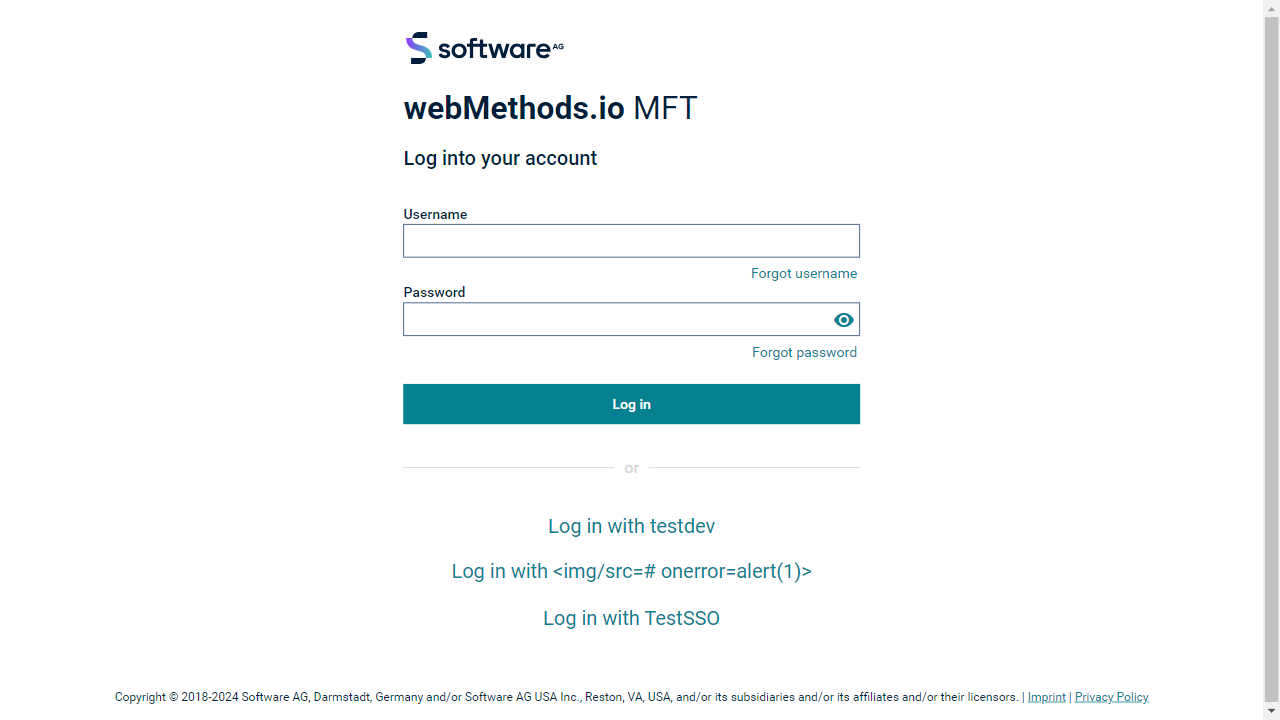 software AG
webMethods.io MFT
Log into your account
Username
Forgot username
Password
Forgot password
Log in
or
Log in with testdev
Log in with <img/src=# onerror=alert(1)>
Log in with TestSSO
Copyright © 2018-2024 Software AG, Darmstadt, Germany and/or Software AG USA Inc., Reston, VA, USA, and/or its subsidiaries and/or its affiliates and/or their licensors. | Imprint | Privacy Policy